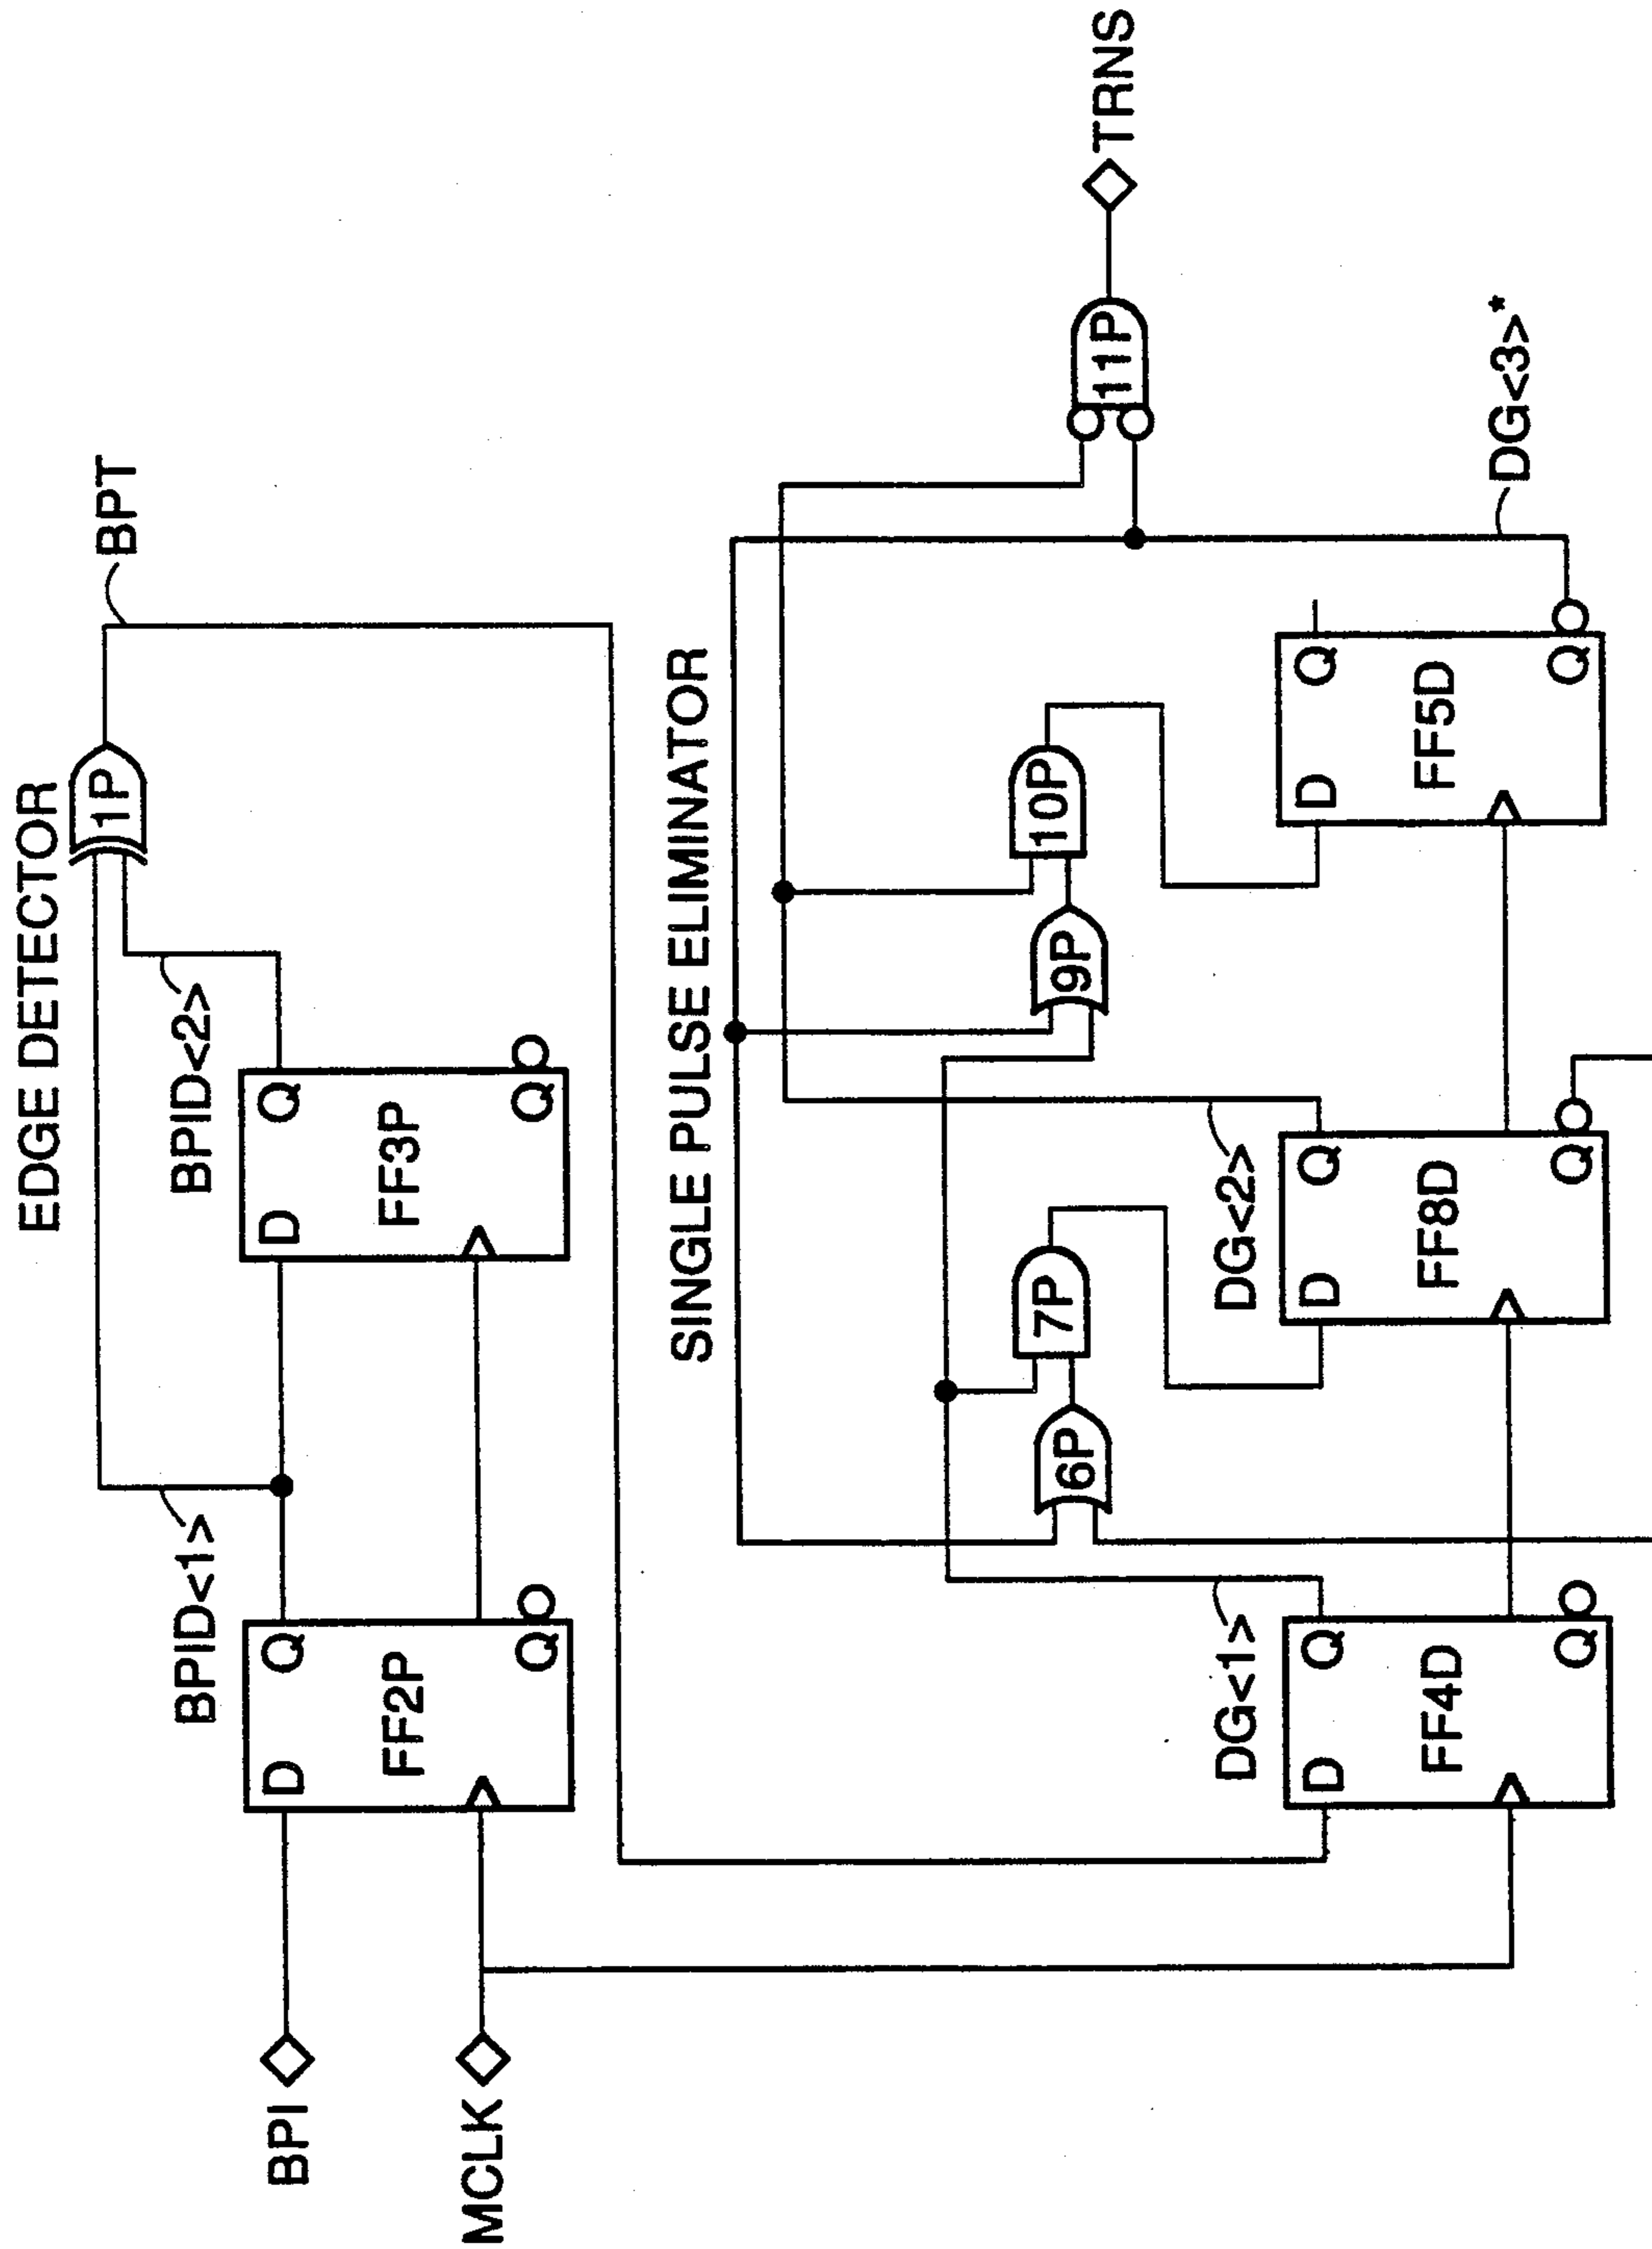 EDGE DETECTOR
BPT
1P
BPID<1>
BPID<2>
BPI
D Q
D Q
FF2P
FF3P
MCLK
Q
Q
SINGLE PULSE ELIMINATOR
6P
7P
9P
10P
11P
TRNS
DG<1>
DG<2>
D Q
D Q
D Q
FF4D
FF8D
FF5D
DG<3>*
Q
Q
Q